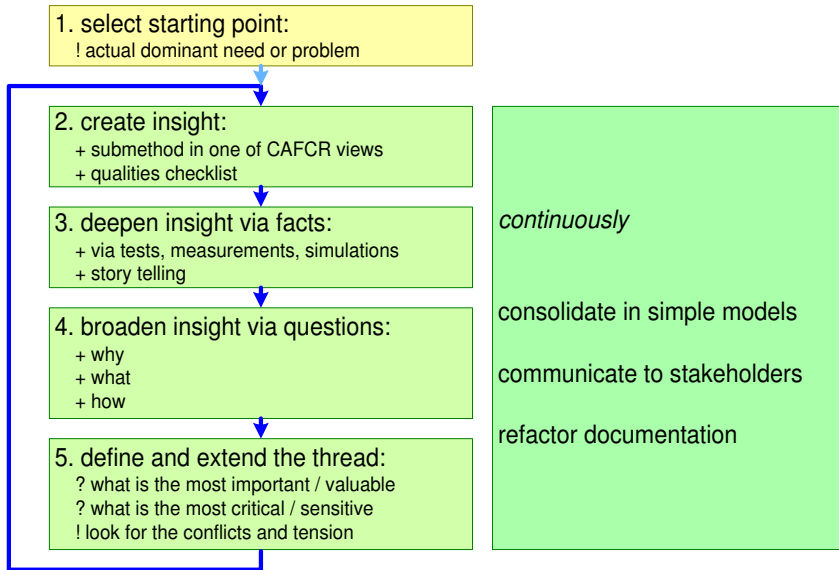 1. select starting point:
! actual dominant need or problem
2. create insight:
+ submethod in one of CAFCR views
+ qualities checklist
3. deepen insight via facts:
+ via tests, measurements, simulations
+ story telling
4. broaden insight via questions:
+ why
+ what
+ how
5. define and extend the thread:
? what is the most important / valuable
? what is the most critical / sensitive
! look for the conflicts and tension
continuously
consolidate in simple models
communicate to stakeholders
refactor documentation